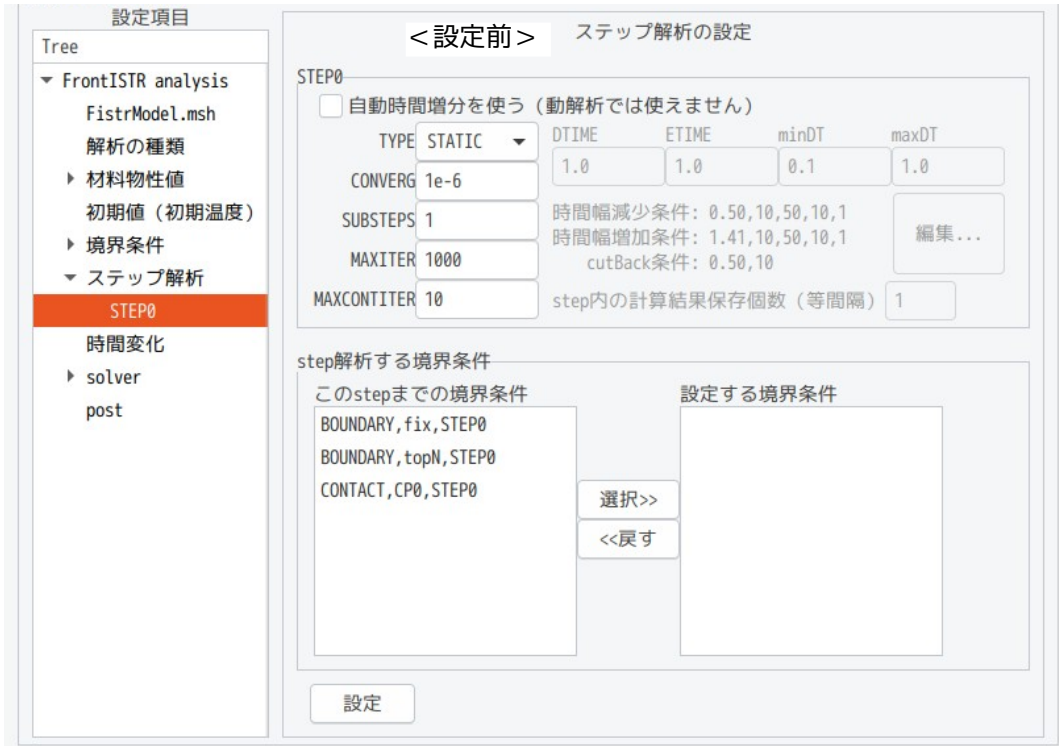 設定項目
Tree
FrontISTR analysis
FistrModel.msh
解析の種類
材料物性値
初期値（初期温度）
境界条件
ステップ解析
STEP0
時間変化
solver
post
＜設定前＞
ステップ解析の設定
STEP0
自動時間増分を使う（動解析では使えません）
TYPE STATIC
CONVERG 1e-6
SUBSTEPS 1
MAXITER 1000
MAXCONTITER 10
DTIME ETIME minDT maxDT
1.0 1.0 0.1 1.0
時間幅減少条件: 0.50,10,50,10,1
時間幅増加条件: 1.41,10,50,10,1
cutBack条件: 0.50,10
編集...
step内の計算結果保存個数（等間隔） 1
step解析する境界条件
このstepまでの境界条件
BOUNDARY,fix,STEP0
BOUNDARY,topN,STEP0
CONTACT,CP0,STEP0
選択>>
<<戻す
設定する境界条件
設定